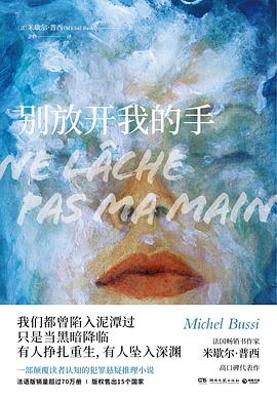 [法] 米歇尔·普西(Michel Bussi)
别放开我的手
NE LÂCHE
PAS MA MAIN
Michel Bussi
我们都曾陷入泥潭过
只是当黑暗降临
有人挣扎重生,有人坠入深渊
法国畅销书作家
米歇尔·普西
高口碑代表作
一部颠覆读者认知的犯罪悬疑推理小说
法语版销量超过70万册 | 版权售出15个国家